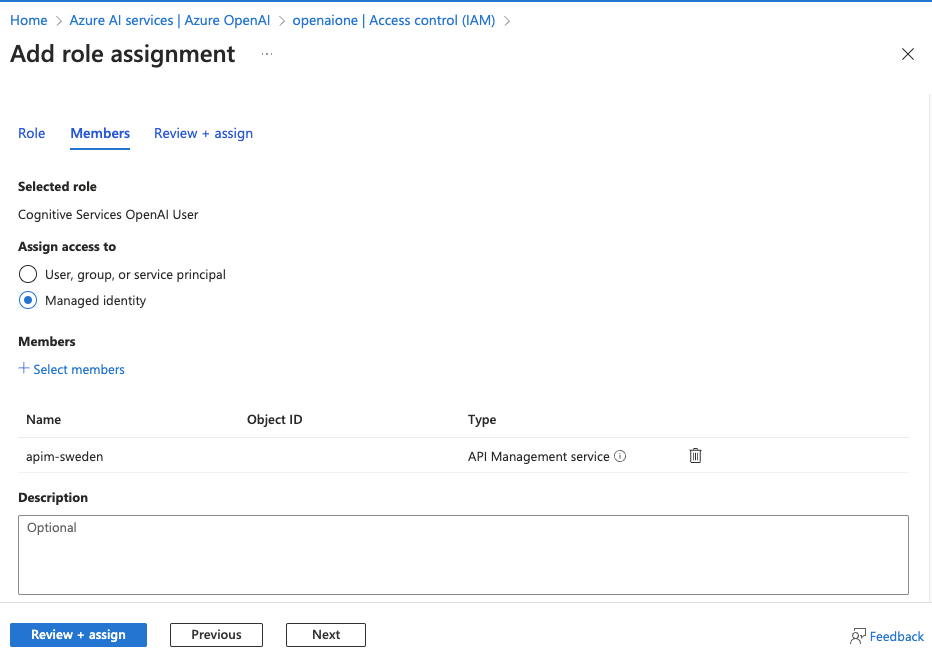 Home > Azure AI services | Azure OpenAI > openaione | Access control (IAM) >
Add role assignment ...
Role Members Review + assign
Selected role
Cognitive Services OpenAI User
Assign access to
User, group, or service principal
Managed identity
Members
+ Select members
Name Object ID Type
apim-sweden API Management service
Description
Optional
Review + assign Previous Next Feedback